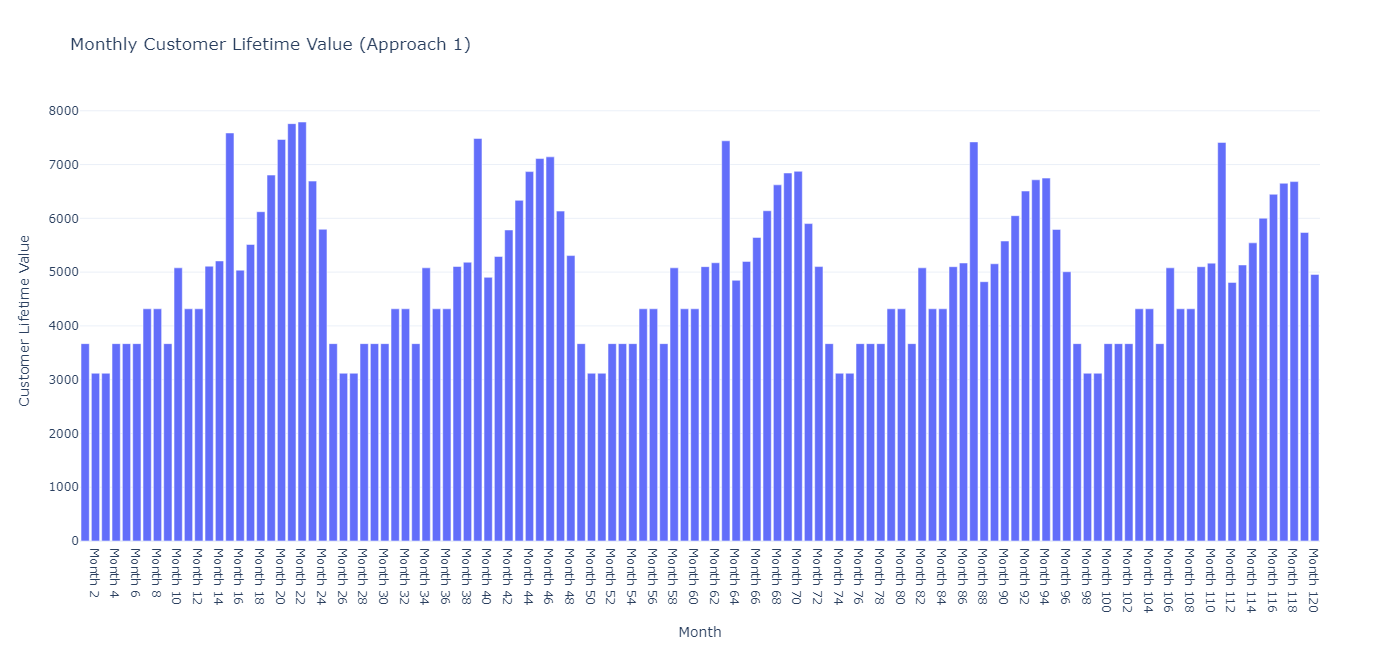 Monthly Customer Lifetime Value (Approach 1)
8000
7000
6000
5000
4000
3000
2000
1000
0
Customer Lifetime Value
Month 2
Month 4
Month 6
Month 8
Month 10
Month 12
Month 14
Month 16
Month 18
Month 20
Month 22
Month 24
Month 26
Month 28
Month 30
Month 32
Month 34
Month 36
Month 38
Month 40
Month 42
Month 44
Month 46
Month 48
Month 50
Month 52
Month 54
Month 56
Month 58
Month 60
Month 62
Month 64
Month 66
Month 68
Month 70
Month 72
Month 74
Month 76
Month 78
Month 80
Month 82
Month 84
Month 86
Month 88
Month 90
Month 92
Month 94
Month 96
Month 98
Month 100
Month 102
Month 104
Month 106
Month 108
Month 110
Month 112
Month 114
Month 116
Month 118
Month 120
Month